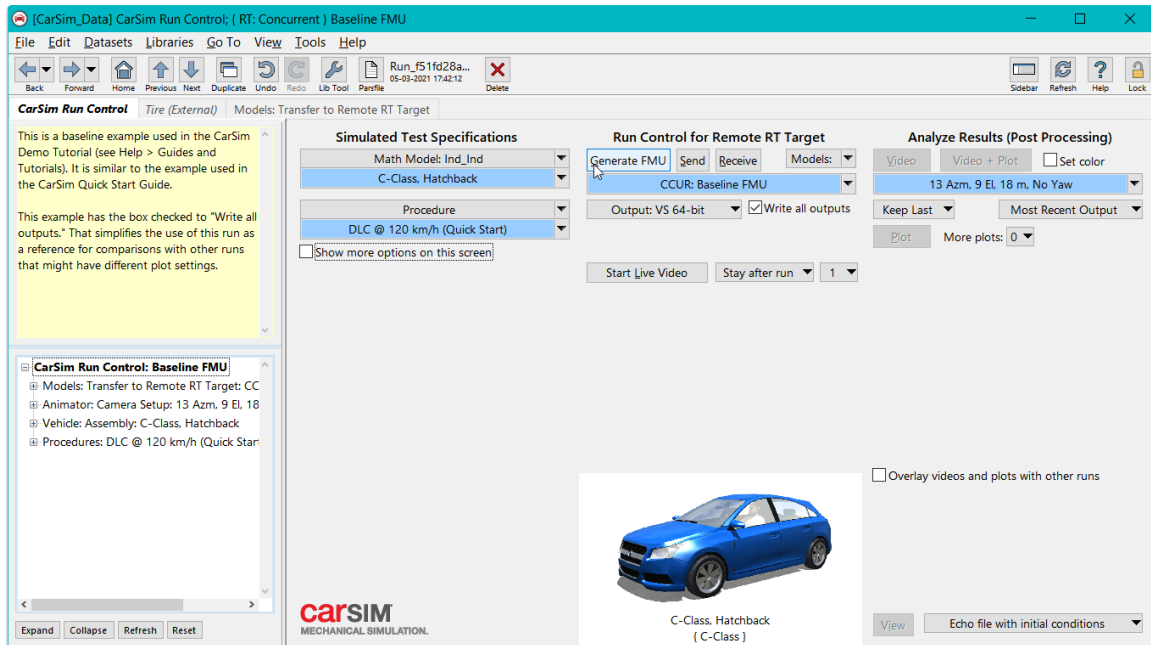 [CarSim_Data] CarSim Run Control; { RT: Concurrent } Baseline FMU
File Edit Datasets Libraries Go To View Tools Help
Back Forward Home Previous Next Duplicate Undo Redo Lib Tool Parsfile
Run_f51fd28a...
05-03-2021 17:42:12
Delete Sidebar Refresh Help Lock
CarSim Run Control Tire (External) Models: Transfer to Remote RT Target
This is a baseline example used in the CarSim
Demo Tutorial (see Help > Guides and
Tutorials). It is similar to the example used in
the CarSim Quick Start Guide.
This example has the box checked to "Write all
outputs." That simplifies the use of this run as
a reference for comparisons with other runs
that might have different plot settings.
CarSim Run Control: Baseline FMU
Models: Transfer to Remote RT Target: CC
Animator: Camera Setup: 13 Azm, 9 El, 18
Vehicle: Assembly: C-Class, Hatchback
Procedures: DLC @ 120 km/h (Quick Star
Expand Collapse Refresh Reset
Simulated Test Specifications
Math Model: Ind_Ind
C-Class, Hatchback
Procedure
DLC @ 120 km/h (Quick Start)
Show more options on this screen
Run Control for Remote RT Target
Generate FMU Send Receive Models:
CCUR: Baseline FMU
Output: VS 64-bit Write all outputs
Start Live Video Stay after run 1
Analyze Results (Post Processing)
Video Video + Plot Set color
13 Azm, 9 El, 18 m, No Yaw
Keep Last Most Recent Output
Plot More plots: 0
Overlay videos and plots with other runs
carSIM
MECHANICAL SIMULATION.
C-Class, Hatchback
{ C-Class }
View Echo file with initial conditions